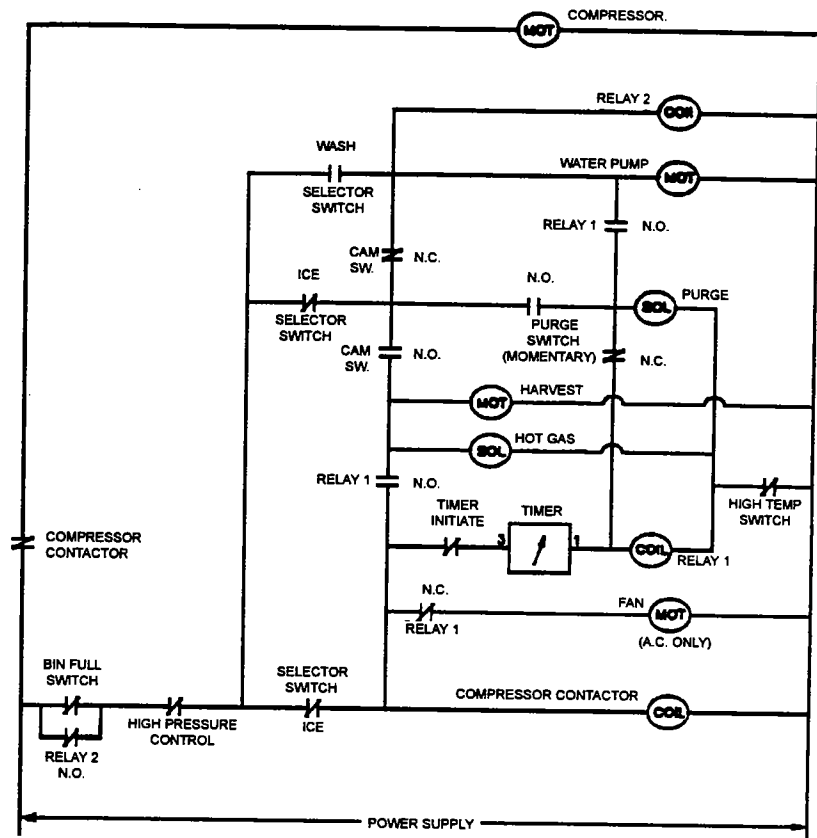 COMPRESSOR.
MOT
RELAY 2
COIL
WASH
WATER PUMP
MOT
SELECTOR
SWITCH
RELAY 1
N.O.
CAM
SW.
N.C.
ICE
N.O.
SOL
PURGE
SELECTOR
SWITCH
PURGE
SWITCH
(MOMENTARY)
CAM
SW.
N.O.
N.C.
HARVEST
MOT
HOT GAS
SOL
RELAY 1
N.O.
HIGH TEMP
SWITCH
TIMER
INITIATE
TIMER
3
1
COIL
RELAY 1
COMPRESSOR
CONTACTOR
N.C.
RELAY 1
FAN
MOT
(A.C. ONLY)
BIN FULL
SWITCH
SELECTOR
SWITCH
COMPRESSOR CONTACTOR
COIL
HIGH PRESSURE
CONTROL
ICE
RELAY 2
N.O.
POWER SUPPLY